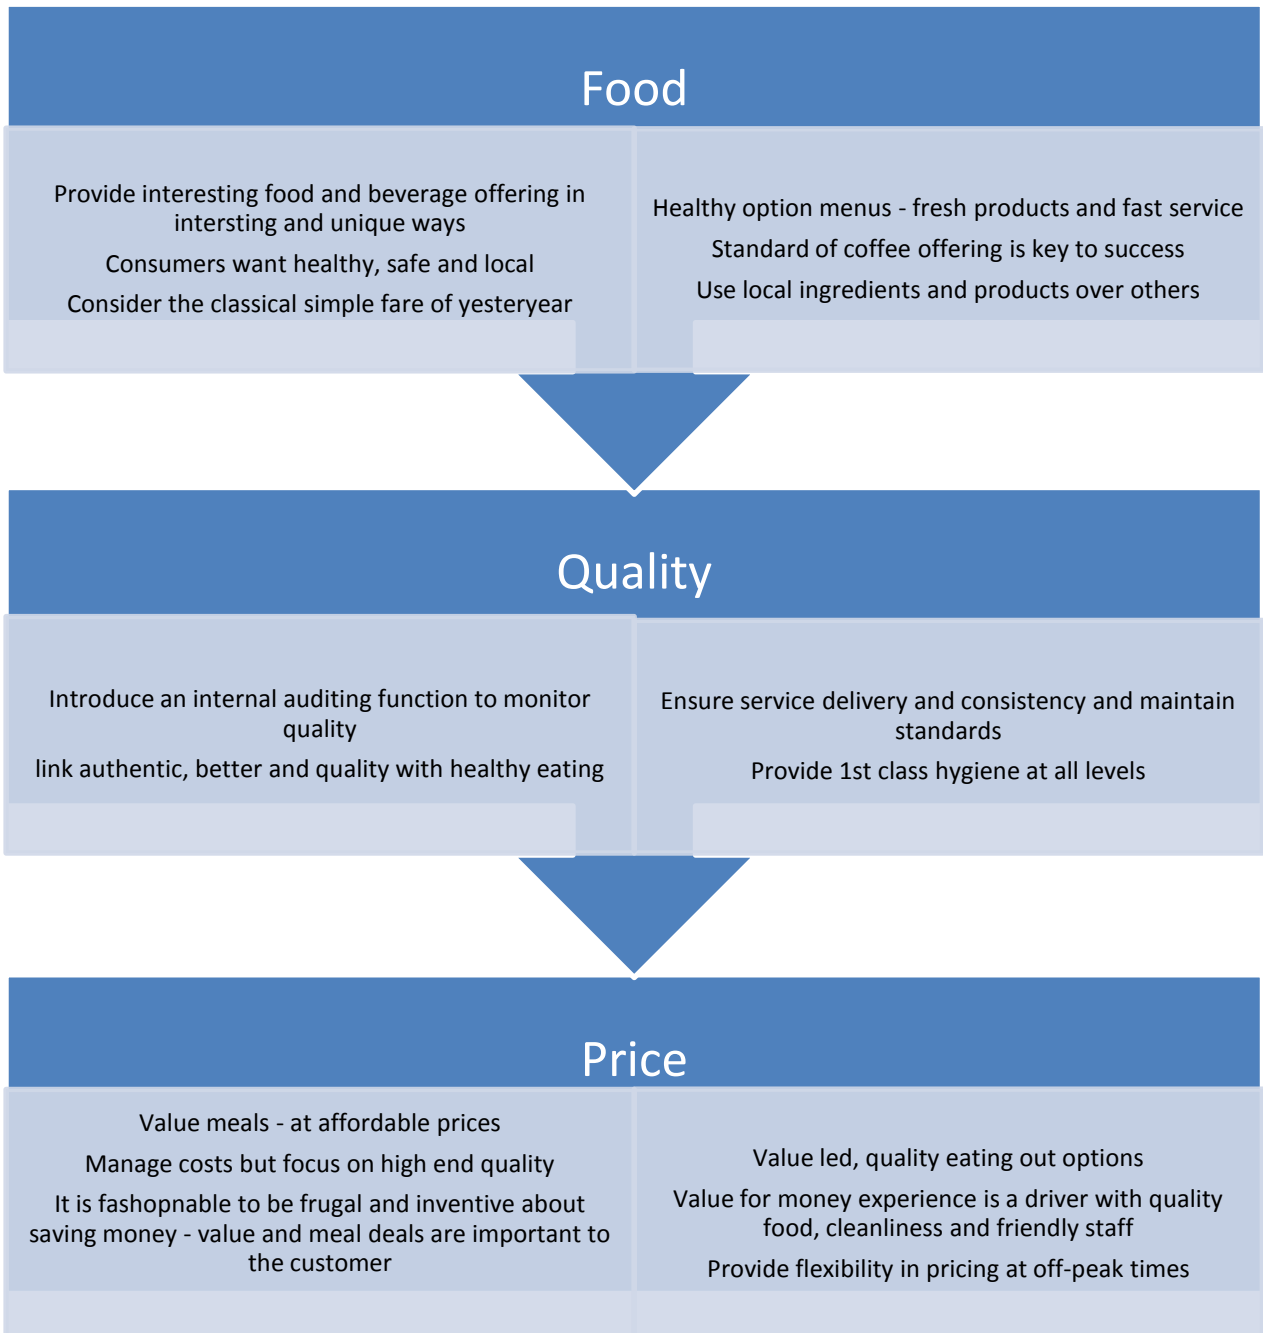 Food
Provide interesting food and beverage offering in
intersting and unique ways
Consumers want healthy, safe and local
Consider the classical simple fare of yesteryear
Healthy option menus - fresh products and fast service
Standard of coffee offering is key to success
Use local ingredients and products over others
Quality
Introduce an internal auditing function to monitor
quality
link authentic, better and quality with healthy eating
Ensure service delivery and consistency and maintain
standards
Provide 1st class hygiene at all levels
Price
Value meals - at affordable prices
Manage costs but focus on high end quality
It is fashopnable to be frugal and inventive about
saving money - value and meal deals are important to
the customer
Value led, quality eating out options
Value for money experience is a driver with quality
food, cleanliness and friendly staff
Provide flexibility in pricing at off-peak times